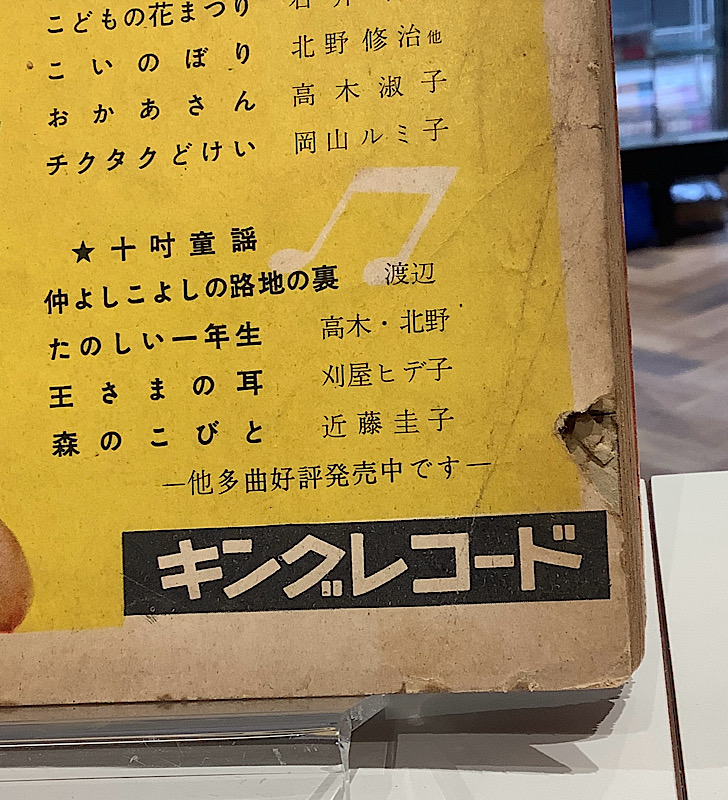 こどもの花まつり
こいのぼり 北野修治他
おかあさん 高木淑子
チクタクどけい 岡山ルミ子
★十吋童謡
仲よしこよしの路地の裏 渡辺
たのしい一年生 高木・北野
王さまの耳 刈屋ヒデ子
森のこびと 近藤圭子
―他多曲好評発売中です―
キングレコード